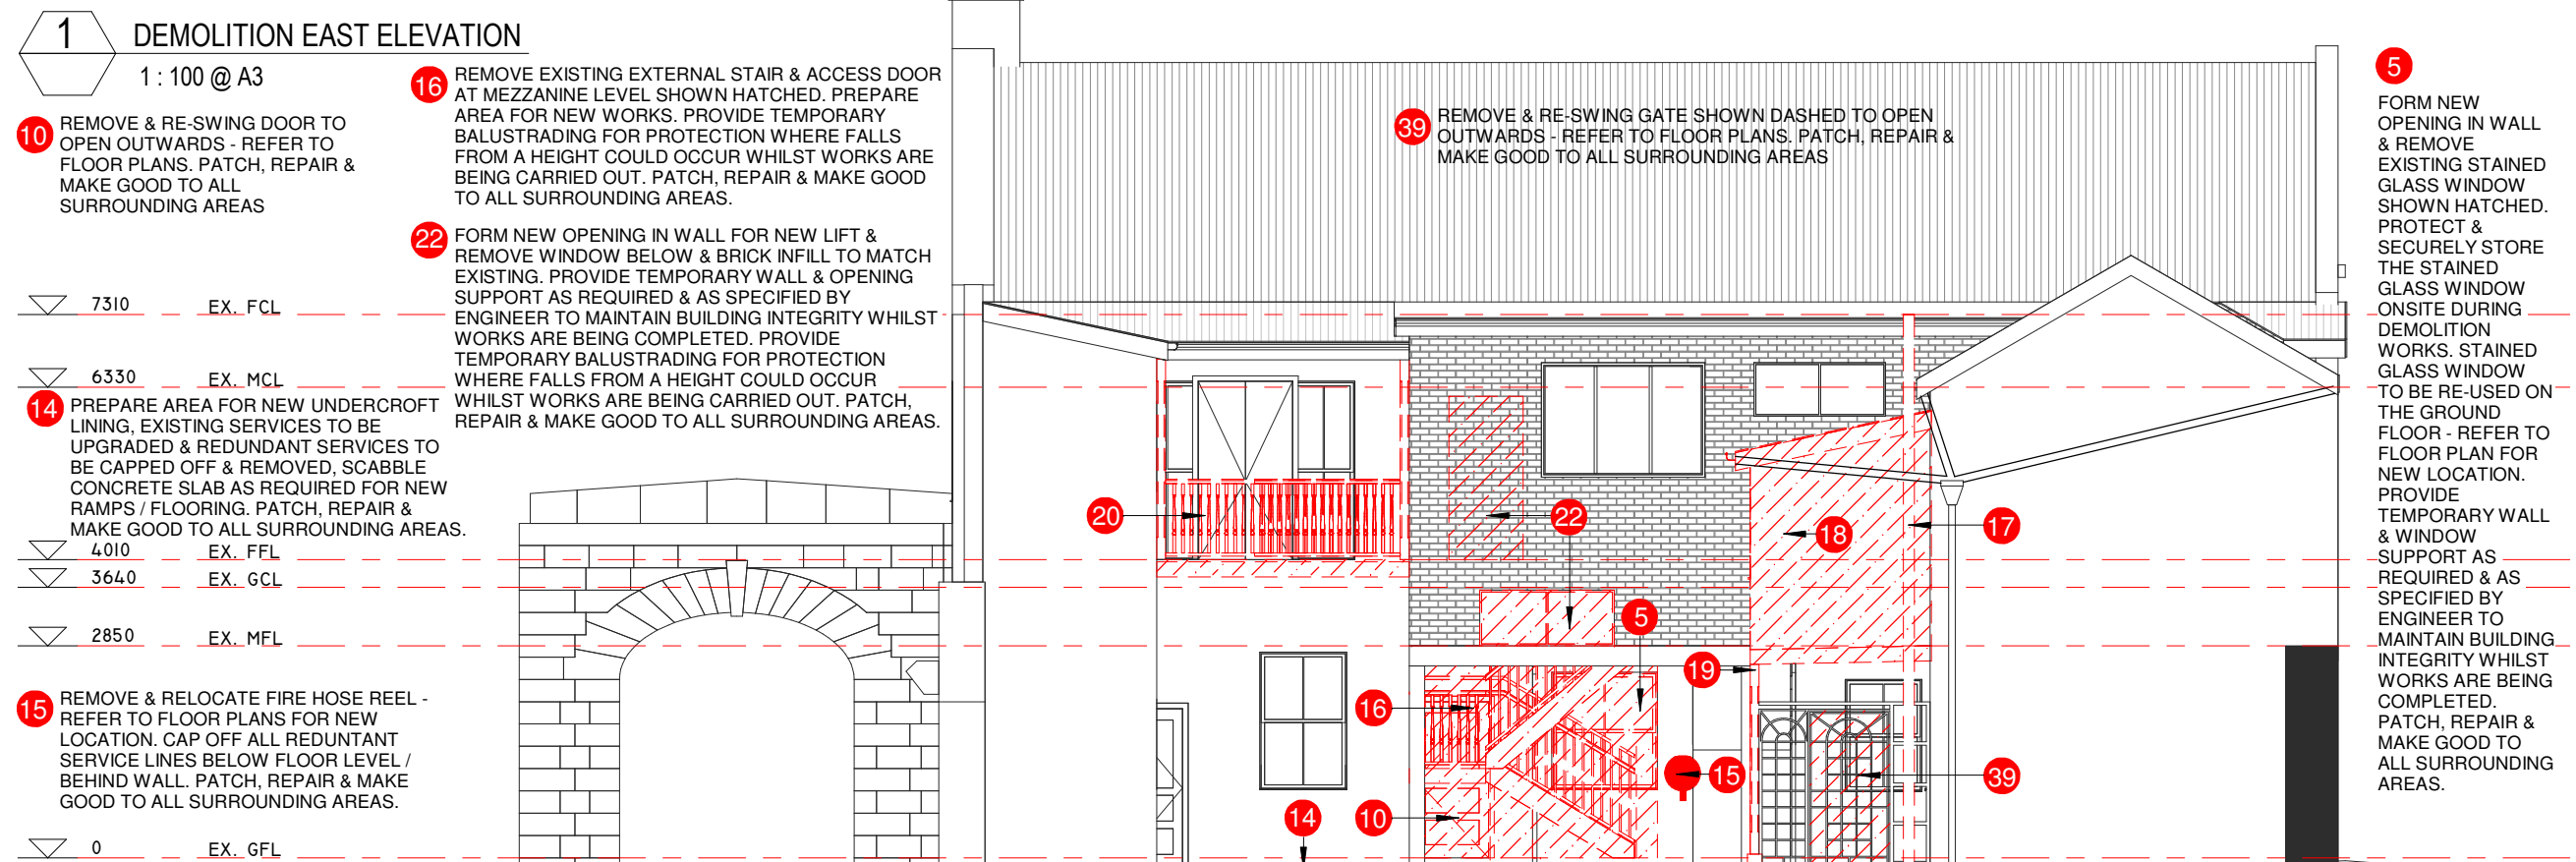 1
DEMOLITION EAST ELEVATION
1 : 100 @ A3
10
REMOVE & RE-SWING DOOR TO
OPEN OUTWARDS - REFER TO
FLOOR PLANS. PATCH, REPAIR &
MAKE GOOD TO ALL
SURROUNDING AREAS
16
REMOVE EXISTING EXTERNAL STAIR & ACCESS DOOR
AT MEZZANINE LEVEL SHOWN HATCHED. PREPARE
AREA FOR NEW WORKS. PROVIDE TEMPORARY
BALUSTRADING FOR PROTECTION WHERE FALLS
FROM A HEIGHT COULD OCCUR WHILST WORKS ARE
BEING CARRIED OUT. PATCH, REPAIR & MAKE GOOD
TO ALL SURROUNDING AREAS.
22
FORM NEW OPENING IN WALL FOR NEW LIFT &
REMOVE WINDOW BELOW & BRICK INFILL TO MATCH
EXISTING. PROVIDE TEMPORARY WALL & OPENING
SUPPORT AS REQUIRED & AS SPECIFIED BY
ENGINEER TO MAINTAIN BUILDING INTEGRITY WHILST
WORKS ARE BEING COMPLETED. PROVIDE
TEMPORARY BALUSTRADING FOR PROTECTION
WHERE FALLS FROM A HEIGHT COULD OCCUR
WHILST WORKS ARE BEING CARRIED OUT. PATCH,
REPAIR & MAKE GOOD TO ALL SURROUNDING AREAS.
39
REMOVE & RE-SWING GATE SHOWN DASHED TO OPEN
OUTWARDS - REFER TO FLOOR PLANS. PATCH, REPAIR &
MAKE GOOD TO ALL SURROUNDING AREAS
5
FORM NEW
OPENING IN WALL
& REMOVE
EXISTING STAINED
GLASS WINDOW
SHOWN HATCHED.
PROTECT &
SECURELY STORE
THE STAINED
GLASS WINDOW
ONSITE DURING
DEMOLITION
WORKS. STAINED
GLASS WINDOW
TO BE RE-USED ON
THE GROUND
FLOOR - REFER TO
FLOOR PLAN FOR
NEW LOCATION.
PROVIDE
TEMPORARY WALL
& WINDOW
SUPPORT AS
REQUIRED & AS
SPECIFIED BY
ENGINEER TO
MAINTAIN BUILDING
INTEGRITY WHILST
WORKS ARE BEING
COMPLETED.
PATCH, REPAIR &
MAKE GOOD TO
ALL SURROUNDING
AREAS.
7310 EX. FCL
6330 EX. MCL
14
PREPARE AREA FOR NEW UNDERCROFT
LINING, EXISTING SERVICES TO BE
UPGRADED & REDUNDANT SERVICES TO
BE CAPPED OFF & REMOVED, SCABBLE
CONCRETE SLAB AS REQUIRED FOR NEW
RAMPS / FLOORING. PATCH, REPAIR &
MAKE GOOD TO ALL SURROUNDING AREAS.
4010 EX. FFL
3640 EX. GCL
2850 EX. MFL
15
REMOVE & RELOCATE FIRE HOSE REEL -
REFER TO FLOOR PLANS FOR NEW
LOCATION. CAP OFF ALL REDUNTANT
SERVICE LINES BELOW FLOOR LEVEL /
BEHIND WALL. PATCH, REPAIR & MAKE
GOOD TO ALL SURROUNDING AREAS.
0 EX. GFL
20
22
18
17
5
19
16
15
39
14
10